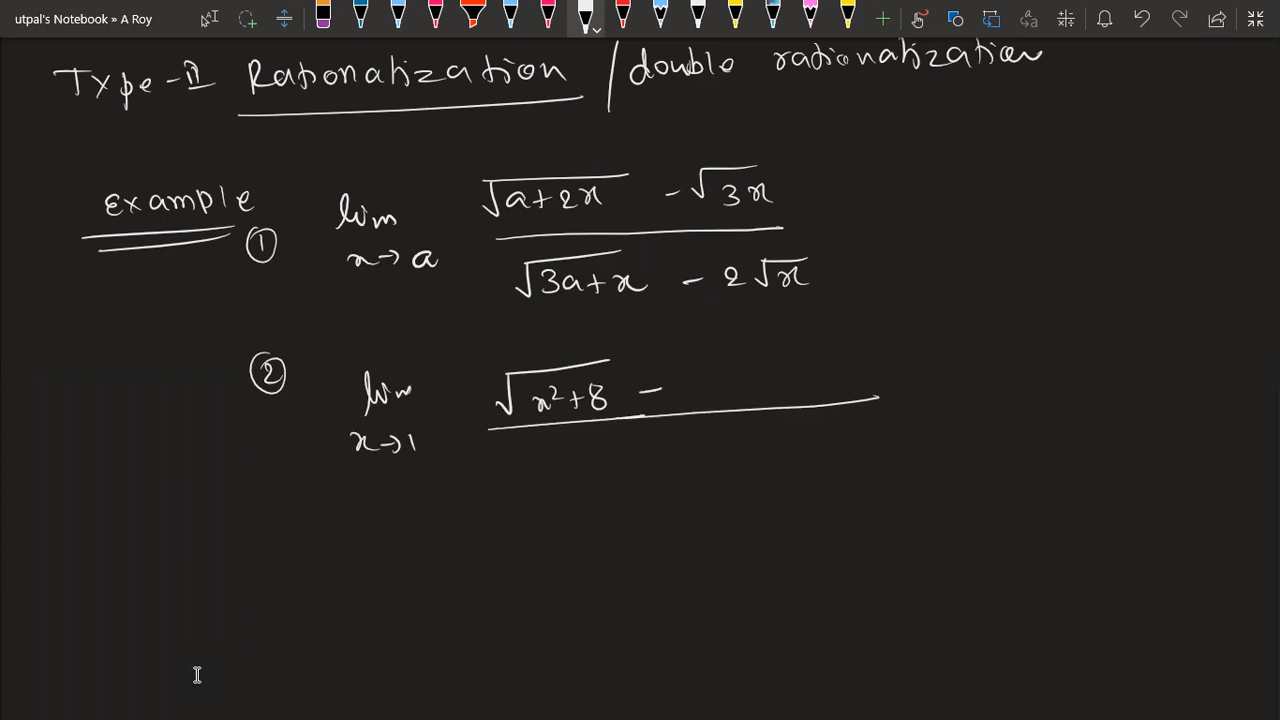 utpal's Notebook » A Roy
Type-II Rationalization / double rationalization
Example
① lim x→a (√(a+2x) - √(3x)) / (√(3a+x) - 2√x)
② lim x→1 √(x²+8) -